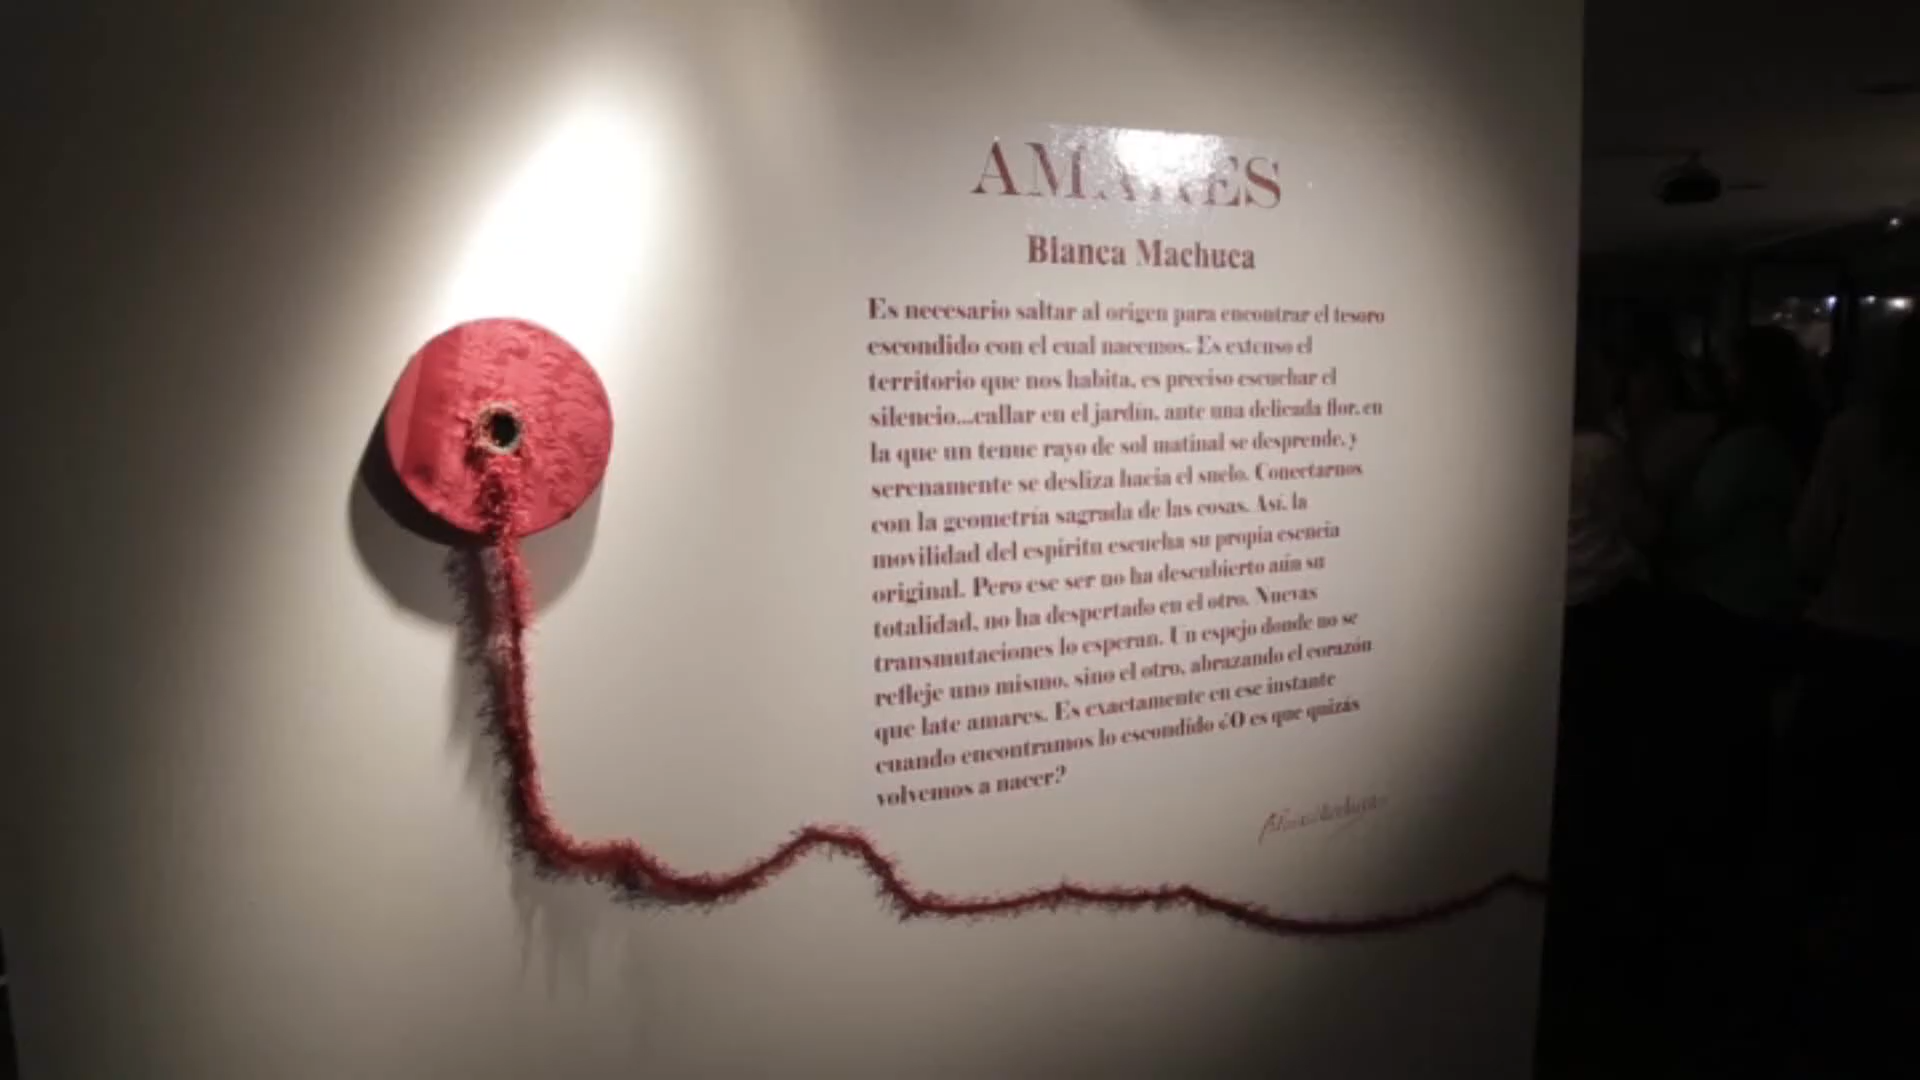 AMARES
Blanca Machuca
Es necesario saltar al origen para encontrar el tesoro
escondido con el cual nacemos. Es extenso el
territorio que nos habita, es preciso escuchar el
silencio...callar en el jardín, ante una delicada flor, en
la que un tenue rayo de sol matinal se desprende, y
serenamente se desliza hacia el suelo. Conectarnos
con la geometría sagrada de las cosas. Así, la
movilidad del espíritu escucha su propia esencia
original. Pero ese ser no ha descubierto aún su
totalidad, no ha despertado en el otro. Nuevas
transmutaciones lo esperan. Un espejo donde no se
refleje uno mismo, sino el otro, abrazando el corazón
que late amares. Es exactamente en ese instante
cuando encontramos lo escondido ¿O es que quizás
volvemos a nacer?